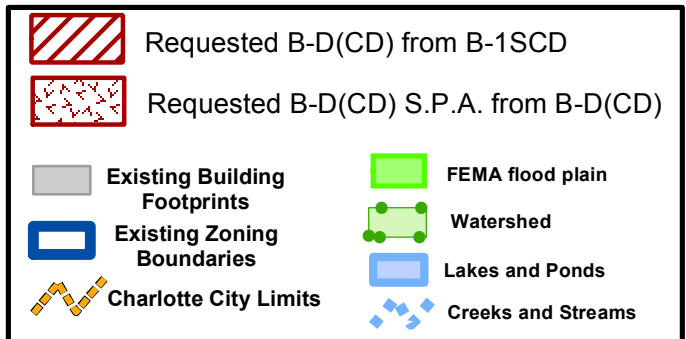 Requested B-D(CD) from B-1SCD
Requested B-D(CD) S.P.A. from B-D(CD)
Existing Building
Footprints
Existing Zoning
Boundaries
Charlotte City Limits
FEMA flood plain
Watershed
Lakes and Ponds
Creeks and Streams